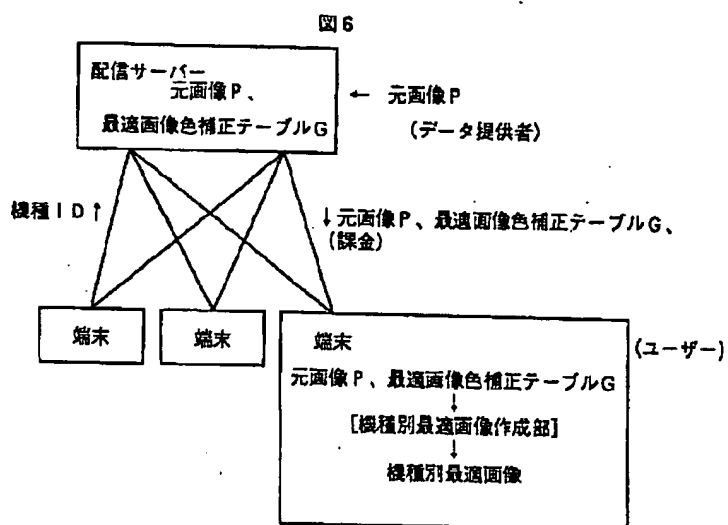 図6
配信サーバー
元画像P、
最適画像色補正テーブルG
← 元画像P
(データ提供者)
機種ID↑
↓元画像P、最適画像色補正テーブルG、
(課金)
端末
端末
端末
(ユーザー)
元画像P、最適画像色補正テーブルG
↓
[機種別最適画像作成部]
↓
機種別最適画像